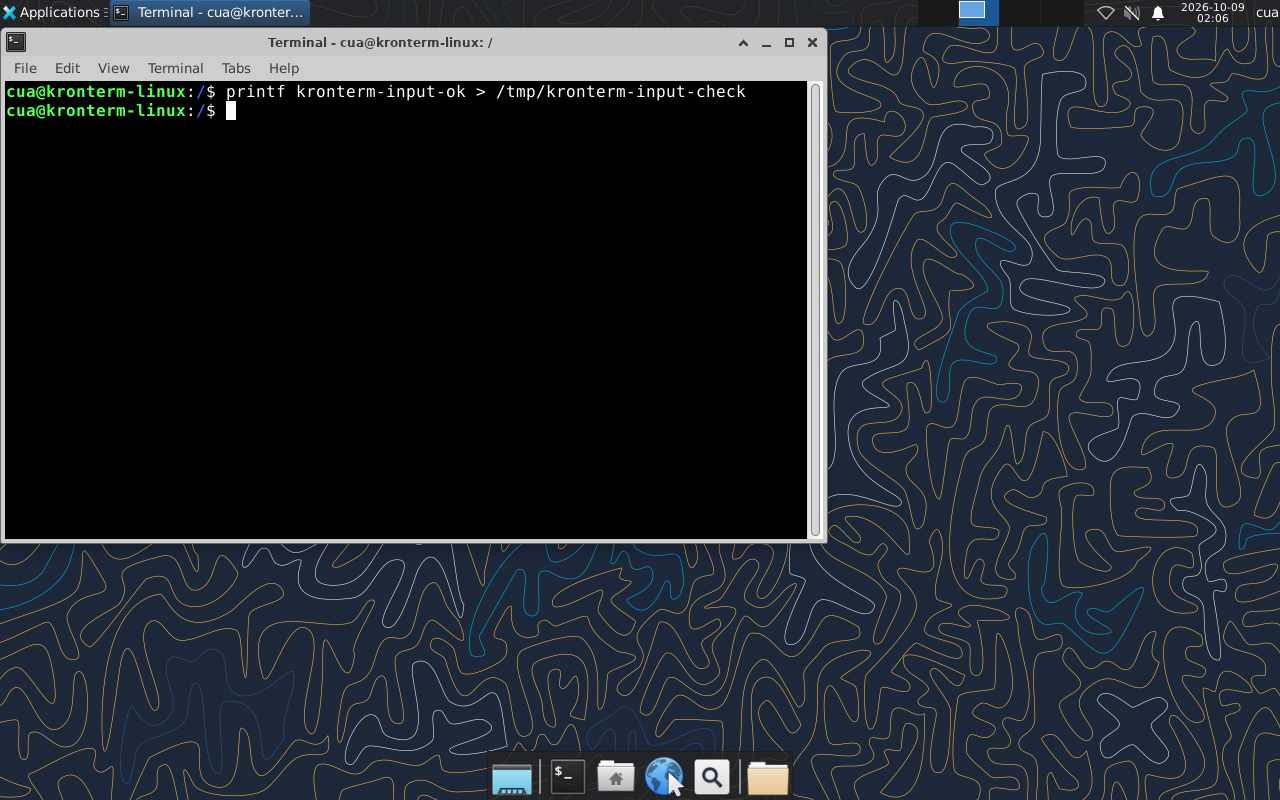 Applications
Terminal - cua@kronter...
2026-10-09
02:06
cua
Terminal - cua@kronterm-linux: /
File Edit View Terminal Tabs Help
cua@kronterm-linux:/$ printf kronterm-input-ok > /tmp/kronterm-input-check
cua@kronterm-linux:/$